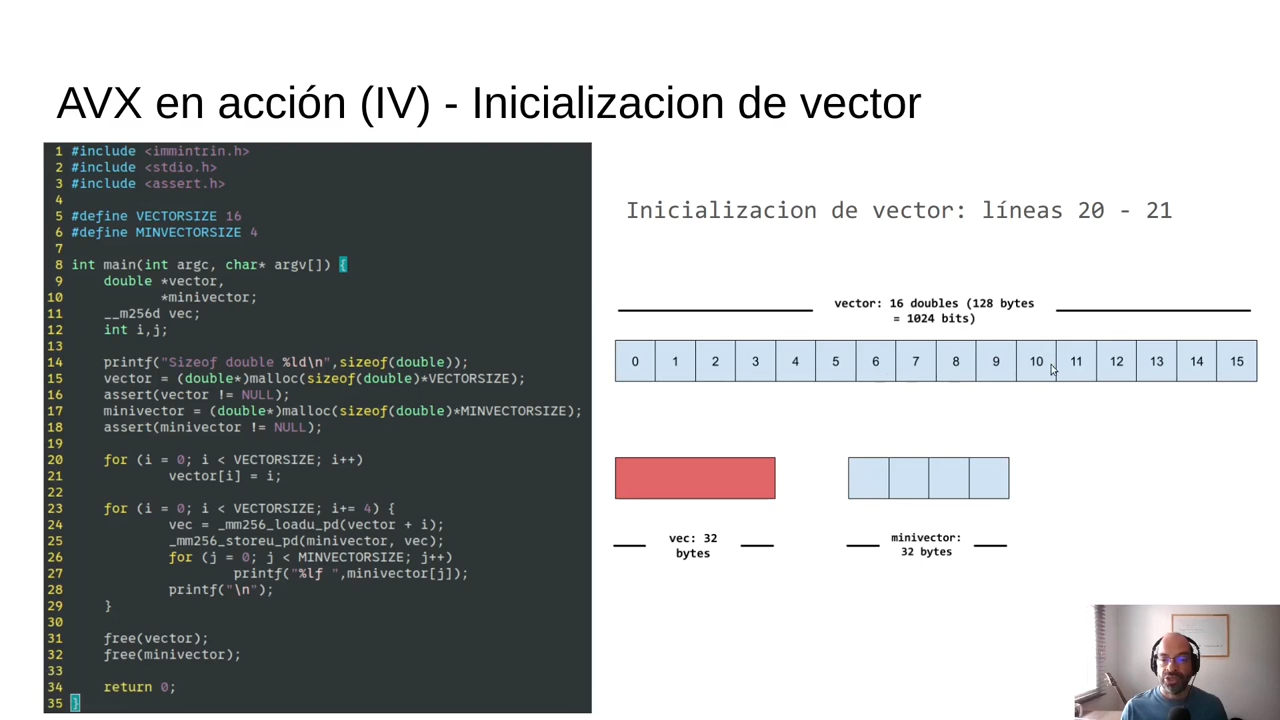 AVX en acción (IV) - Inicializacion de vector
1 #include <immintrin.h>
2 #include <stdio.h>
3 #include <assert.h>
4
5 #define VECTORSIZE 16
6 #define MINVECTORSIZE 4
7
8 int main(int argc, char* argv[]) {
9 double *vector,
10 *minivector;
11 __m256d vec;
12 int i,j;
13
14 printf("Sizeof double %ld\n",sizeof(double));
15 vector = (double*)malloc(sizeof(double)*VECTORSIZE);
16 assert(vector != NULL);
17 minivector = (double*)malloc(sizeof(double)*MINVECTORSIZE);
18 assert(minivector != NULL);
19
20 for (i = 0; i < VECTORSIZE; i++)
21 vector[i] = i;
22
23 for (i = 0; i < VECTORSIZE; i+= 4) {
24 vec = _mm256_loadu_pd(vector + i);
25 _mm256_storeu_pd(minivector, vec);
26 for (j = 0; j < MINVECTORSIZE; j++)
27 printf("%lf ",minivector[j]);
28 printf("\n");
29 }
30
31 free(vector);
32 free(minivector);
33
34 return 0;
35 }
Inicializacion de vector: líneas 20 - 21
vector: 16 doubles (128 bytes
= 1024 bits)
0 1 2 3 4 5 6 7 8 9 10 11 12 13 14 15
vec: 32
bytes
minivector:
32 bytes